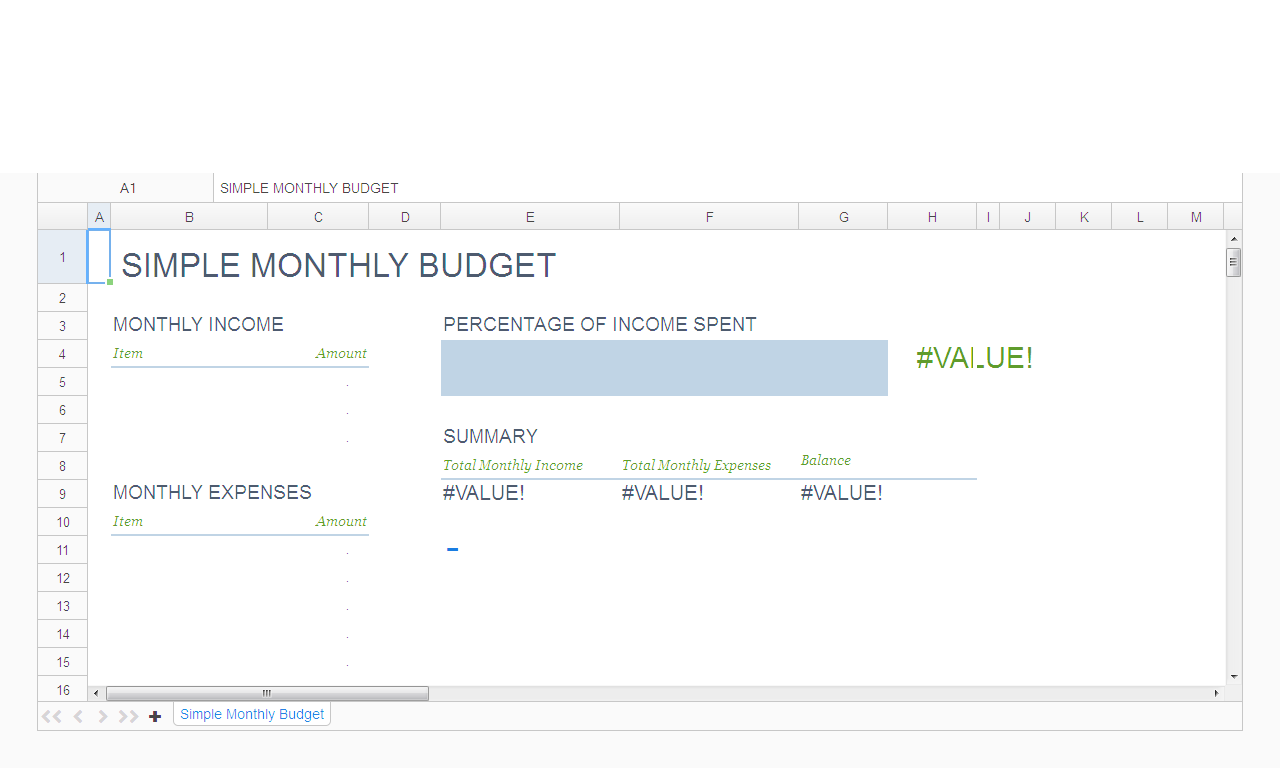 A1 SIMPLE MONTHLY BUDGET
A B C D E F G H I J K L M
1 SIMPLE MONTHLY BUDGET
2
3 MONTHLY INCOME PERCENTAGE OF INCOME SPENT
4 Item Amount #VALUE!
5 .
6 .
7 . SUMMARY
8 Total Monthly Income Total Monthly Expenses Balance
9 MONTHLY EXPENSES #VALUE! #VALUE! #VALUE!
10 Item Amount
11 . –
12 .
13 .
14 .
15 .
16
Simple Monthly Budget